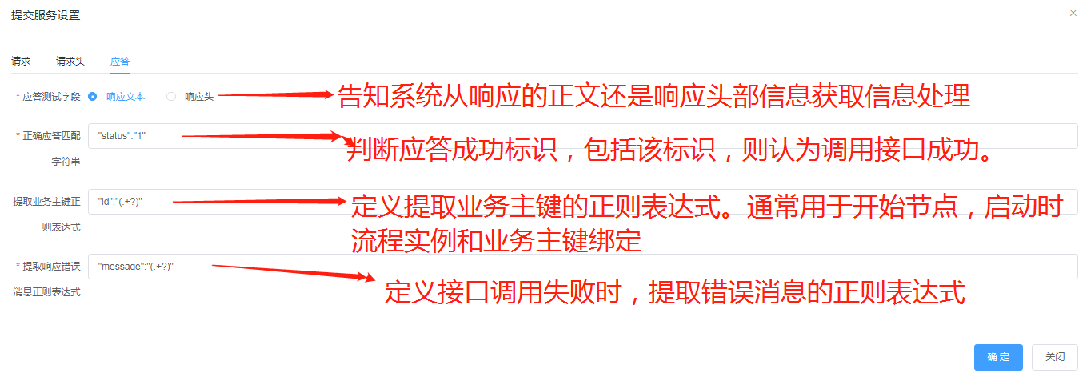 提交服务设置
请求 请求头 应答
* 应答测试字段 响应文本 响应头 告知系统从响应的正文还是响应头部信息获取信息处理
* 正确应答匹配字符串 "status":"1" 判断应答成功标识，包括该标识，则认为调用接口成功。
提取业务主键正则表达式 "id":"(.+?)" 定义提取业务主键的正则表达式。通常用于开始节点，启动时
流程实例和业务主键绑定
* 提取响应错误消息正则表达式 "message":"(.+?)"
定义接口调用失败时，提取错误消息的正则表达式
确 定 关闭